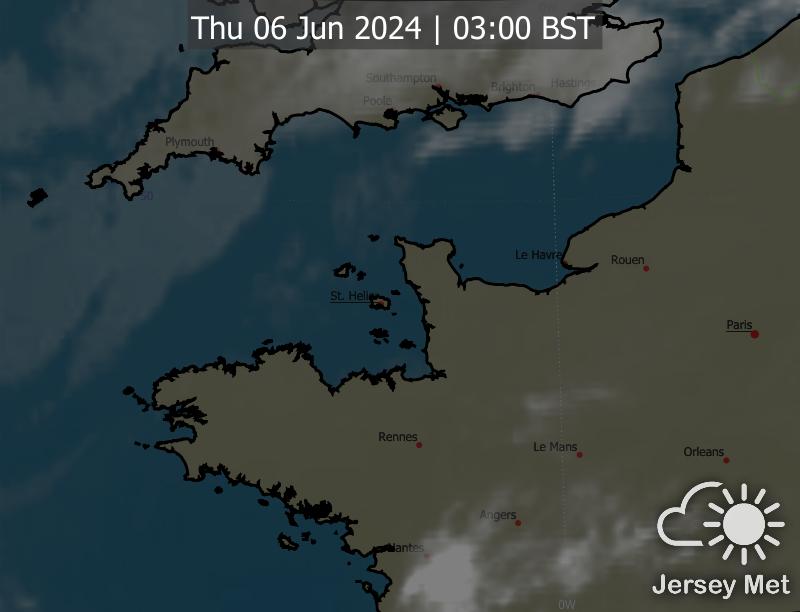 Thu 06 Jun 2024 | 03:00 BST
Southampton
Brighton
Hastings
Poole
Plymouth
50
Le Havre
Rouen
St. Helier
Paris
Rennes
Le Mans
Orleans
Angers
Nantes
0W
Jersey Met